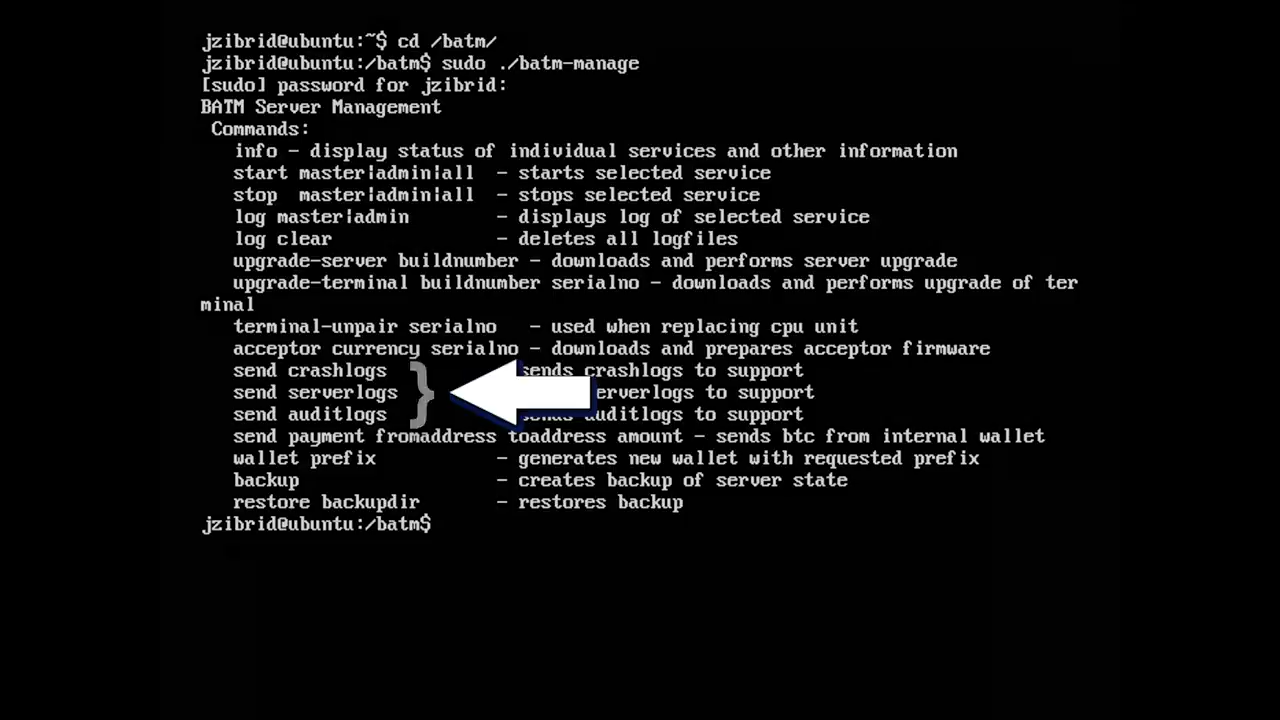 jzibrid@ubuntu:~$ cd /batm/
jzibrid@ubuntu:/batm$ sudo ./batm-manage
[sudo] password for jzibrid:
BATM Server Management
Commands:
info - display status of individual services and other information
start master|admin|all - starts selected service
stop master|admin|all - stops selected service
log master|admin - displays log of selected service
log clear - deletes all logfiles
upgrade-server buildnumber - downloads and performs server upgrade
upgrade-terminal buildnumber serialno - downloads and performs upgrade of ter
minal
terminal-unpair serialno - used when replacing cpu unit
acceptor currency serialno - downloads and prepares acceptor firmware
send crashlogs } sends crashlogs to support
send serverlogs erverlogs to support
send auditlogs sends auditlogs to support
send payment fromaddress toaddress amount - sends btc from internal wallet
wallet prefix - generates new wallet with requested prefix
backup - creates backup of server state
restore backupdir - restores backup
jzibrid@ubuntu:/batm$